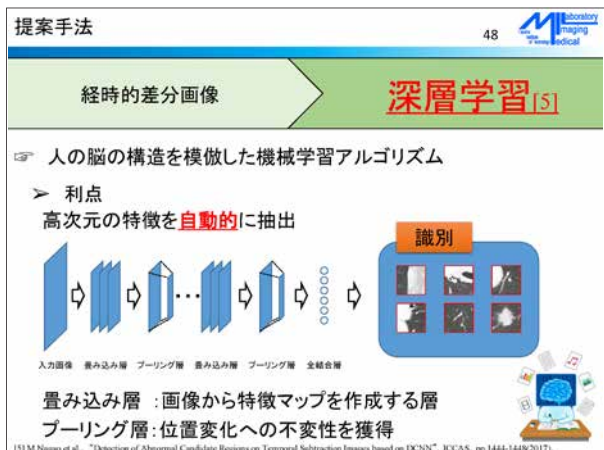 提案手法
48
Laboratory
Imaging
Medical
経時的差分画像
深層学習[5]
☞ 人の脳の構造を模倣した機械学習アルゴリズム
➢ 利点
高次元の特徴を自動的に抽出
識別
入力画像 畳み込み層 プーリング層 畳み込み層 プーリング層 全結合層
畳み込み層 :画像から特徴マップを作成する層
プーリング層:位置変化への不変性を獲得
[5] M.Nagao et al., "Detection of Abnormal Candidate Regions on Temporal Subtraction Images based on DCNN", ICCAS, pp.1444-1448(2017)